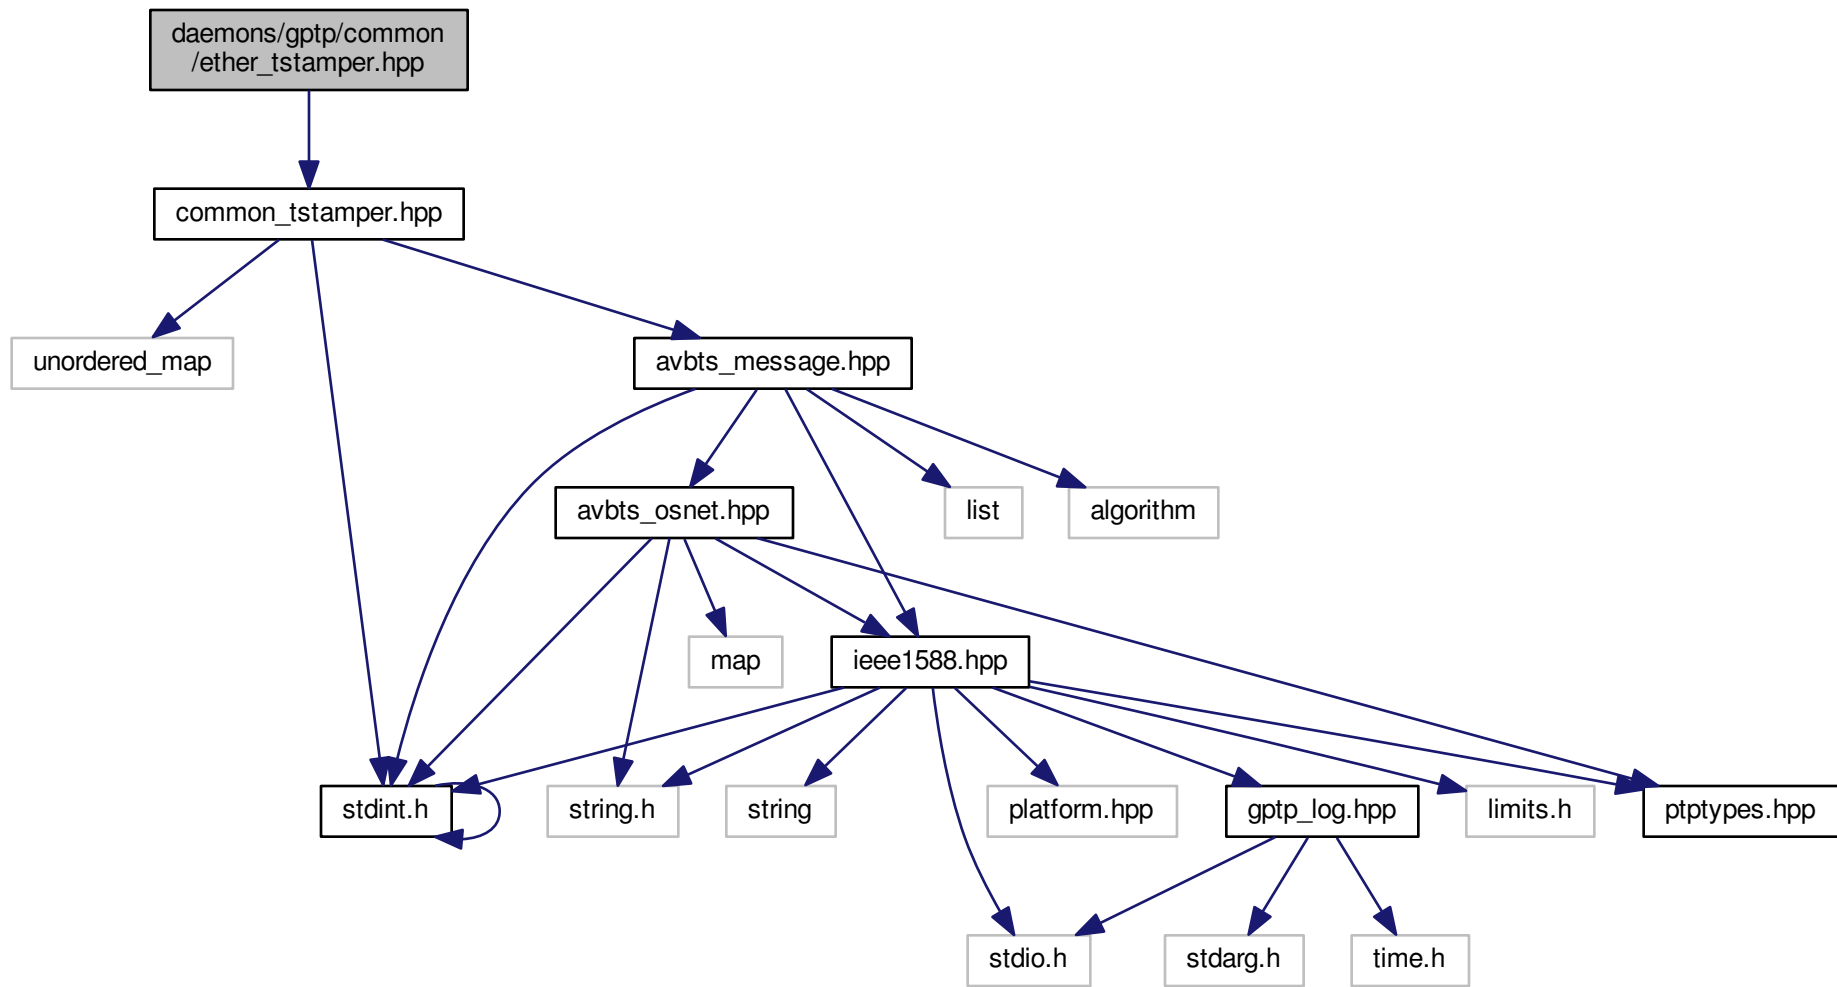 daemons/gptp/common
/ether_tstamper.hpp
common_tstamper.hpp
unordered_map
avbts_message.hpp
avbts_osnet.hpp
list
algorithm
map
ieee1588.hpp
stdint.h
string.h
string
platform.hpp
gptp_log.hpp
limits.h
ptptypes.hpp
stdio.h
stdarg.h
time.h